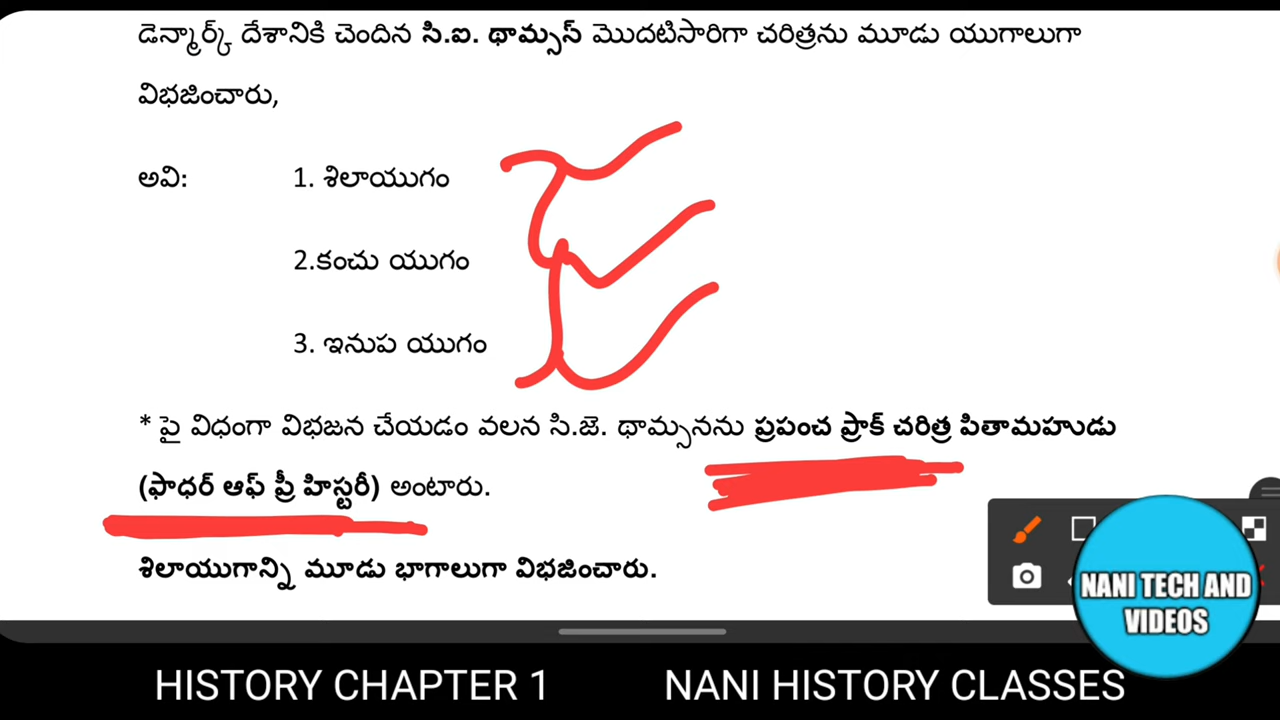 డెన్మార్క్ దేశానికి చెందిన సి.ఐ. థామ్సస్ మొదటిసారిగా చరిత్రను మూడు యుగాలుగా
విభజించారు,
అవి: 1. శిలాయుగం
2.కంచు యుగం
3. ఇనుప యుగం
* పై విధంగా విభజన చేయడం వలన సి.జె. థామ్సనను ప్రపంచ ప్రాక్ చరిత్ర పితామహుడు
(ఫాధర్ ఆఫ్ ప్రీ హిస్టరీ) అంటారు.
శిలాయుగాన్ని మూడు భాగాలుగా విభజించారు.
NANI TECH AND
VIDEOS
HISTORY CHAPTER 1 NANI HISTORY CLASSES